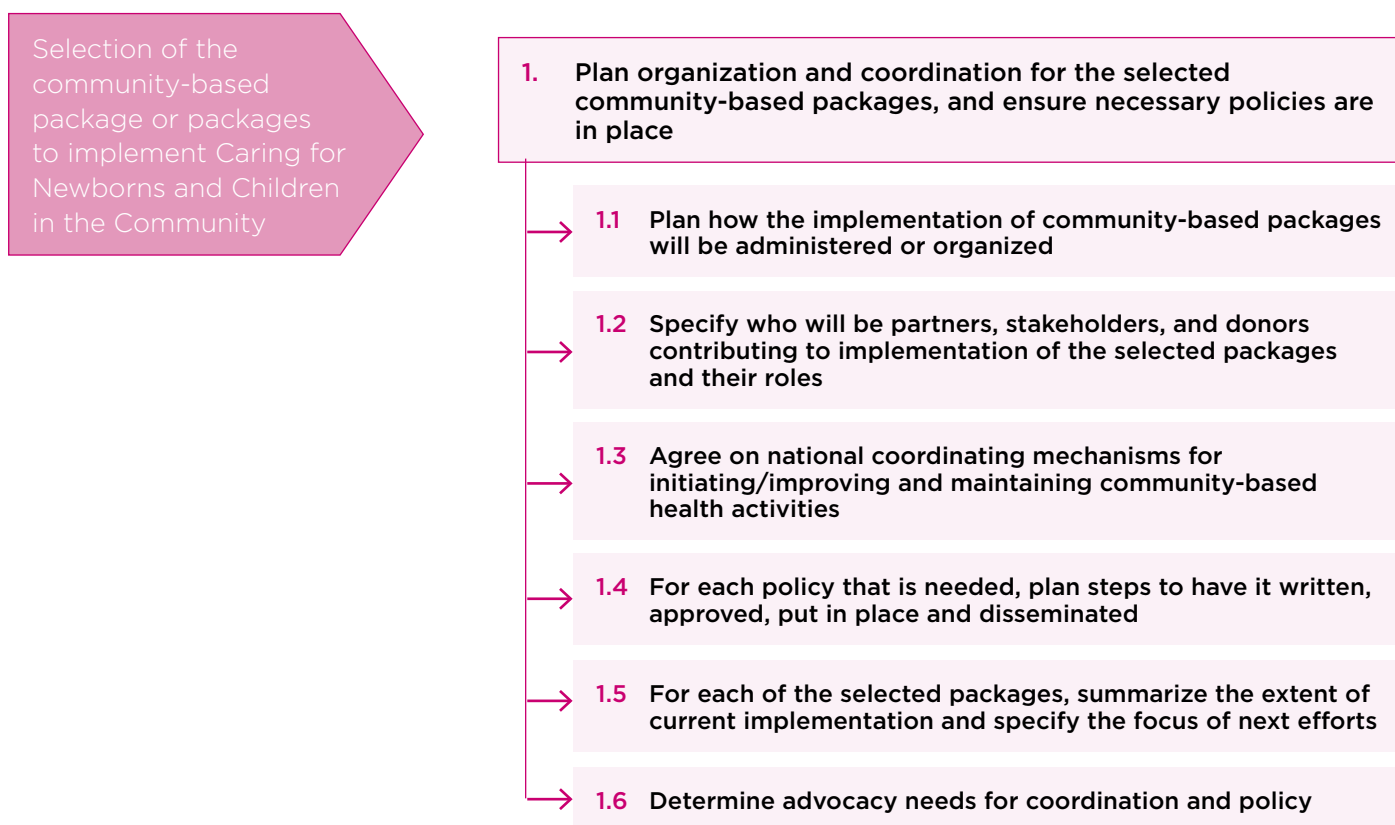 Selection of the
community-based
package or packages
to implement Caring for
Newborns and Children
in the Community
1. Plan organization and coordination for the selected
community-based packages, and ensure necessary policies are
in place
1.1 Plan how the implementation of community-based packages
will be administered or organized
1.2 Specify who will be partners, stakeholders, and donors
contributing to implementation of the selected packages
and their roles
1.3 Agree on national coordinating mechanisms for
initiating/improving and maintaining community-based
health activities
1.4 For each policy that is needed, plan steps to have it written,
approved, put in place and disseminated
1.5 For each of the selected packages, summarize the extent of
current implementation and specify the focus of next efforts
1.6 Determine advocacy needs for coordination and policy